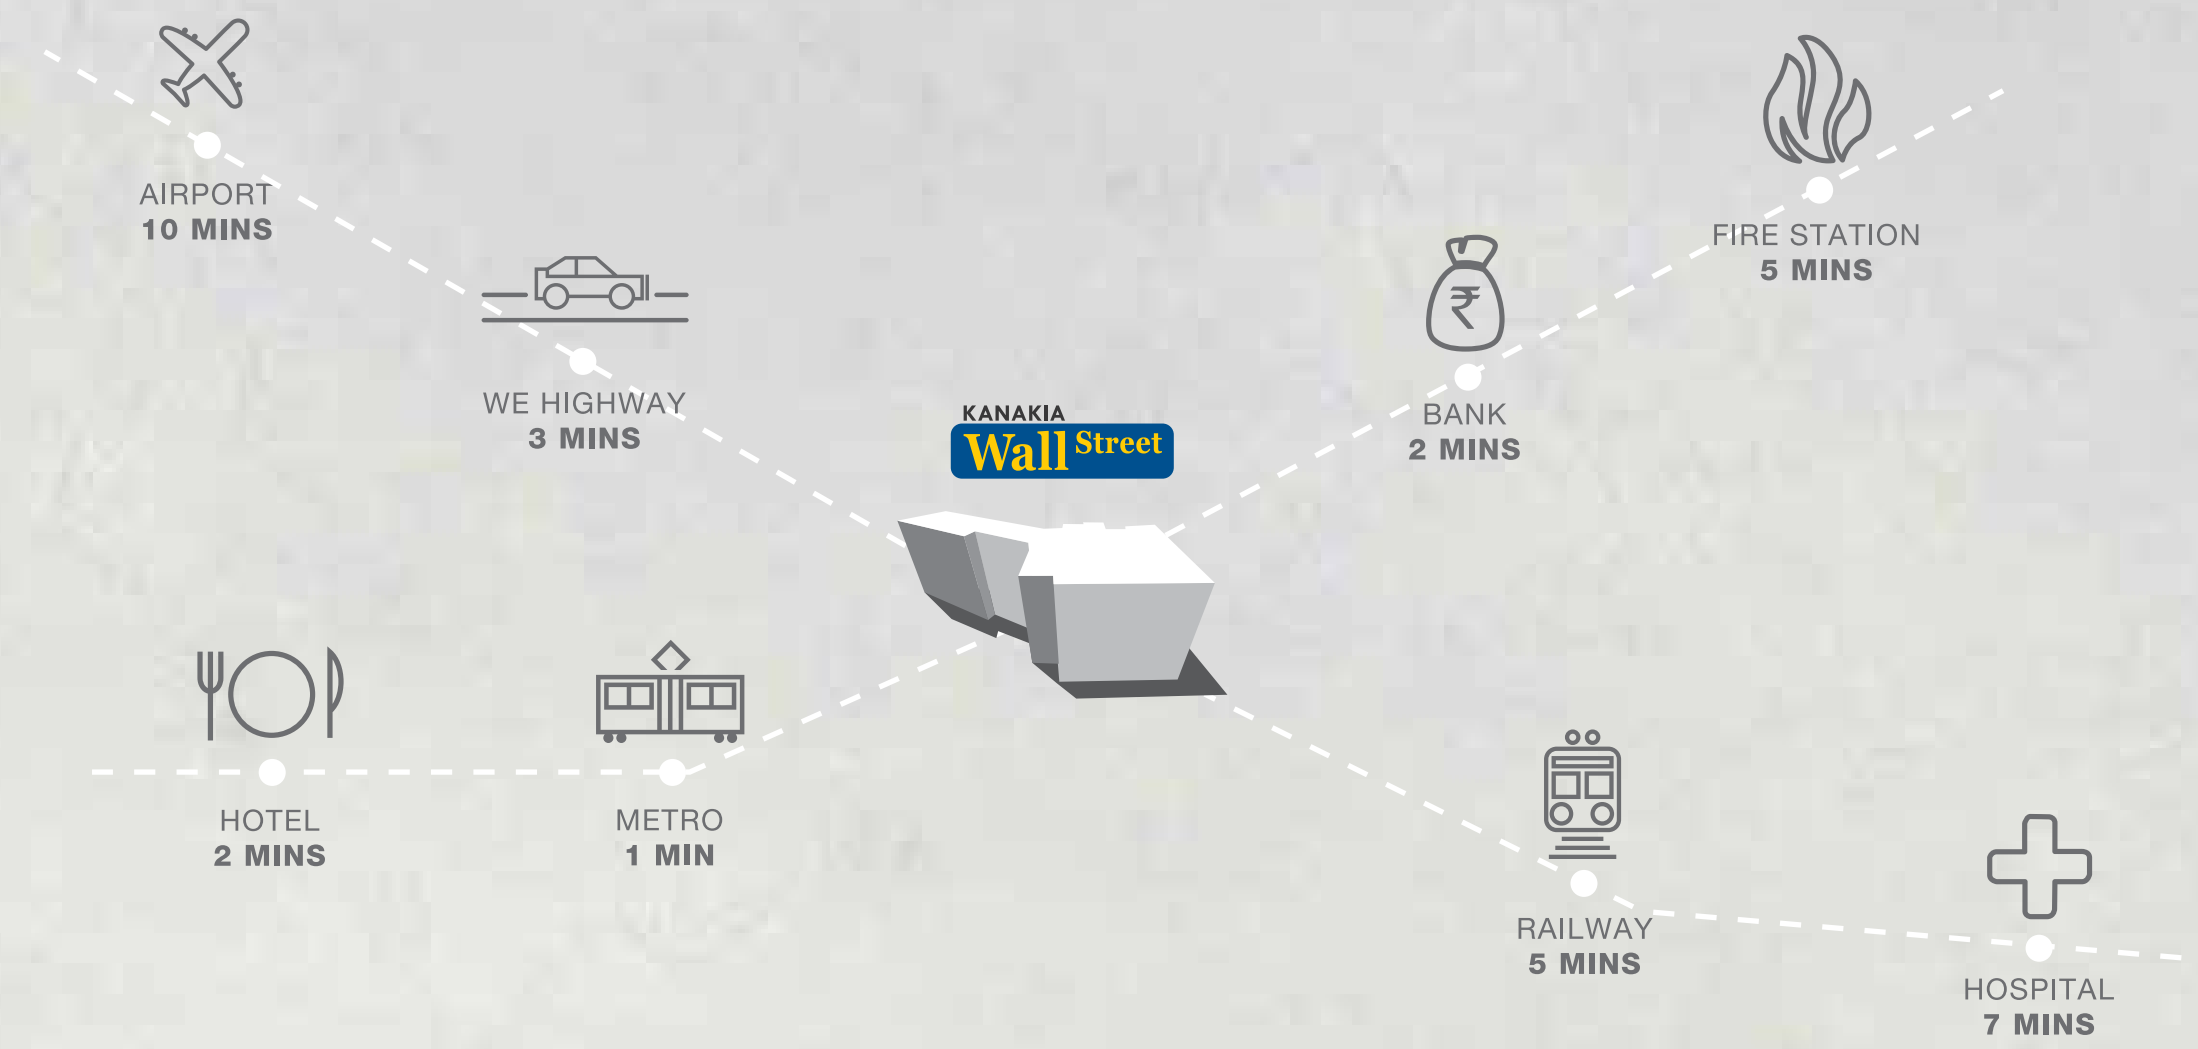 AIRPORT
10 MINS
WE HIGHWAY
3 MINS
KANAKIA
Wall Street
₹
BANK
2 MINS
FIRE STATION
5 MINS
HOTEL
2 MINS
METRO
1 MIN
RAILWAY
5 MINS
HOSPITAL
7 MINS